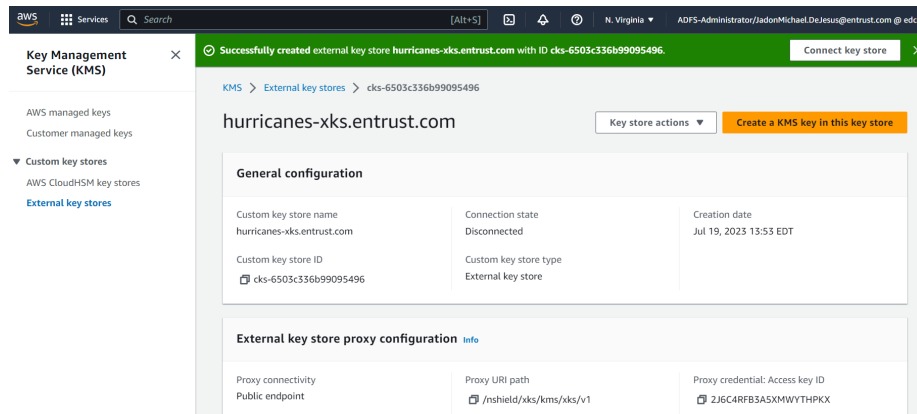 aws Services Search [Alt+S] N. Virginia ADFS-Administrator/JadonMichael.DeJesus@entrust.com @ edc
Key Management Service (KMS)
AWS managed keys
Customer managed keys
Custom key stores
AWS CloudHSM key stores
External key stores
Successfully created external key store hurricanes-xks.entrust.com with ID cks-6503c336b99095496.
Connect key store
KMS > External key stores > cks-6503c336b99095496
hurricanes-xks.entrust.com
Key store actions
Create a KMS key in this key store
General configuration
Custom key store name
hurricanes-xks.entrust.com
Connection state
Disconnected
Creation date
Jul 19, 2023 13:53 EDT
Custom key store ID
cks-6503c336b99095496
Custom key store type
External key store
External key store proxy configuration Info
Proxy connectivity
Public endpoint
Proxy URI path
/nshield/xks/kms/xks/v1
Proxy credential: Access key ID
2J6C4RFB3A5XMWYTHPKX